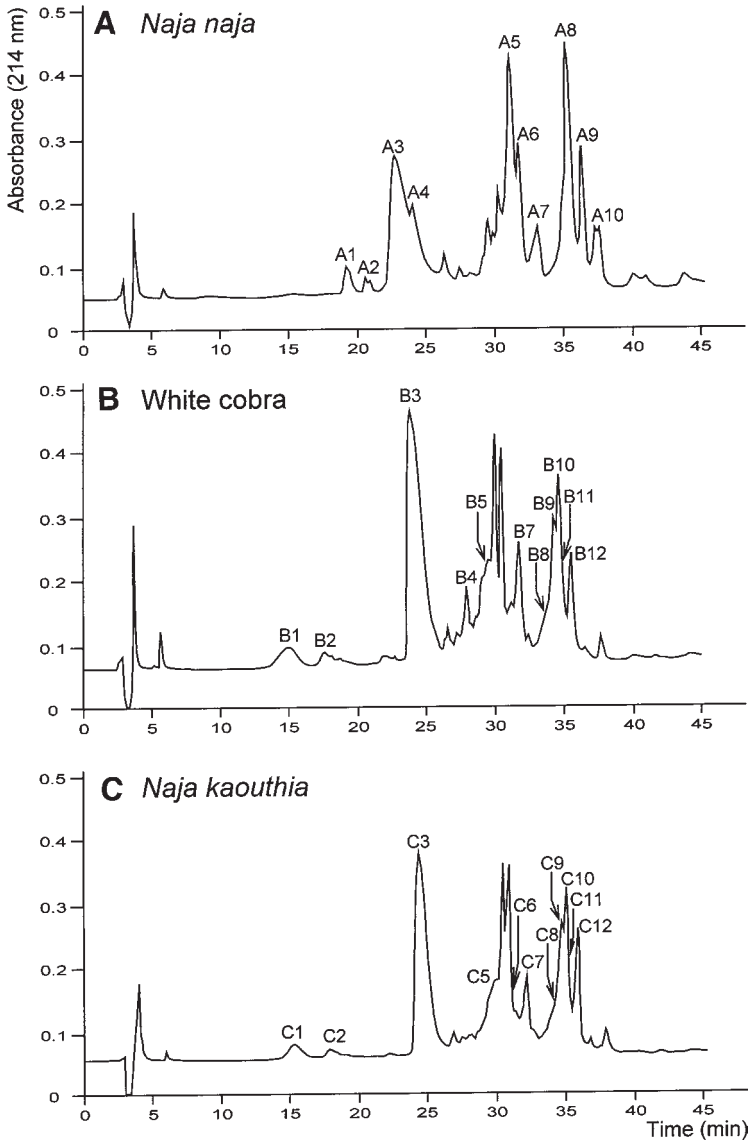 A Naja naja
Absorbance (214 nm)
0.5
0.4
0.3
0.2
0.1
0
A1
A2
A3
A4
A5
A6
A7
A8
A9
A10
0 5 10 15 20 25 30 35 40 45
B White cobra
0.5
0.4
0.3
0.2
0.1
0
B1
B2
B3
B4
B5
B7
B8
B9
B10
B11
B12
0 5 10 15 20 25 30 35 40 45
C Naja kaouthia
0.5
0.4
0.3
0.2
0.1
0
C1
C2
C3
C5
C6
C7
C8
C9
C10
C11
C12
0 5 10 15 20 25 30 35 40 45
Time (min)